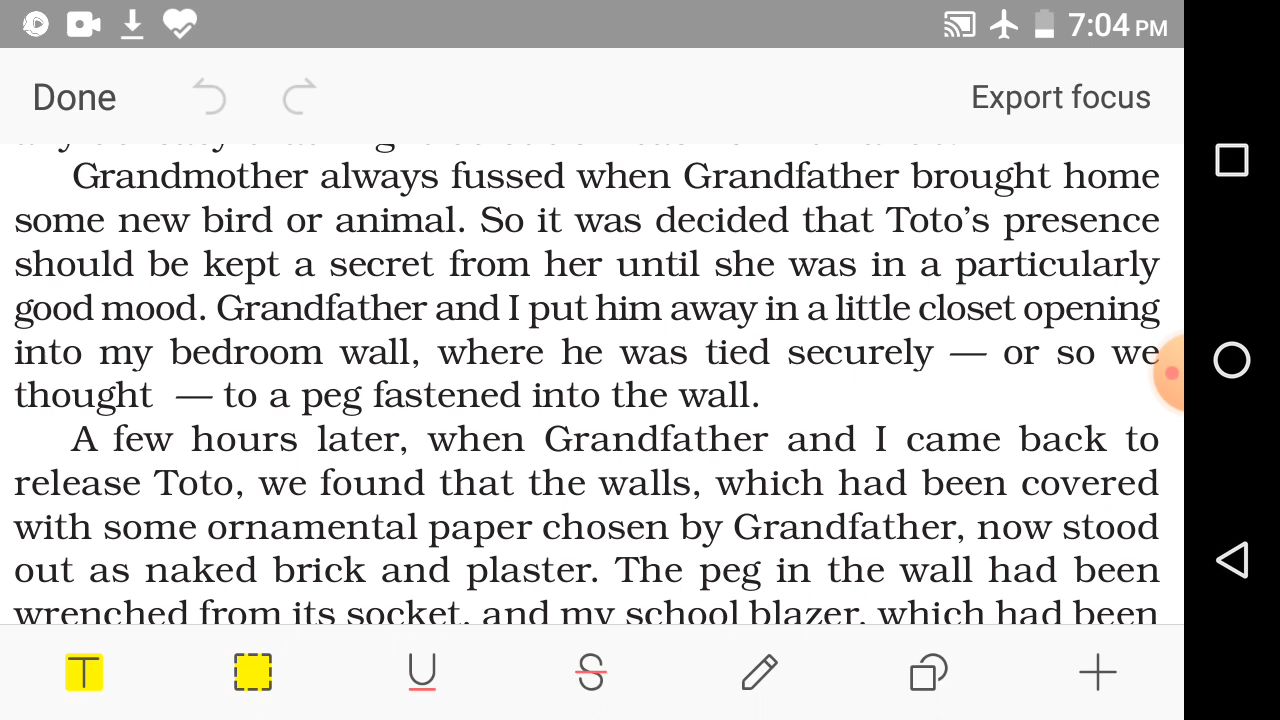 7:04 PM
Done
Export focus
Grandmother always fussed when Grandfather brought home
some new bird or animal. So it was decided that Toto's presence
should be kept a secret from her until she was in a particularly
good mood. Grandfather and I put him away in a little closet opening
into my bedroom wall, where he was tied securely — or so we
thought — to a peg fastened into the wall.
A few hours later, when Grandfather and I came back to
release Toto, we found that the walls, which had been covered
with some ornamental paper chosen by Grandfather, now stood
out as naked brick and plaster. The peg in the wall had been
wrenched from its socket, and my school blazer, which had been
T
U
S